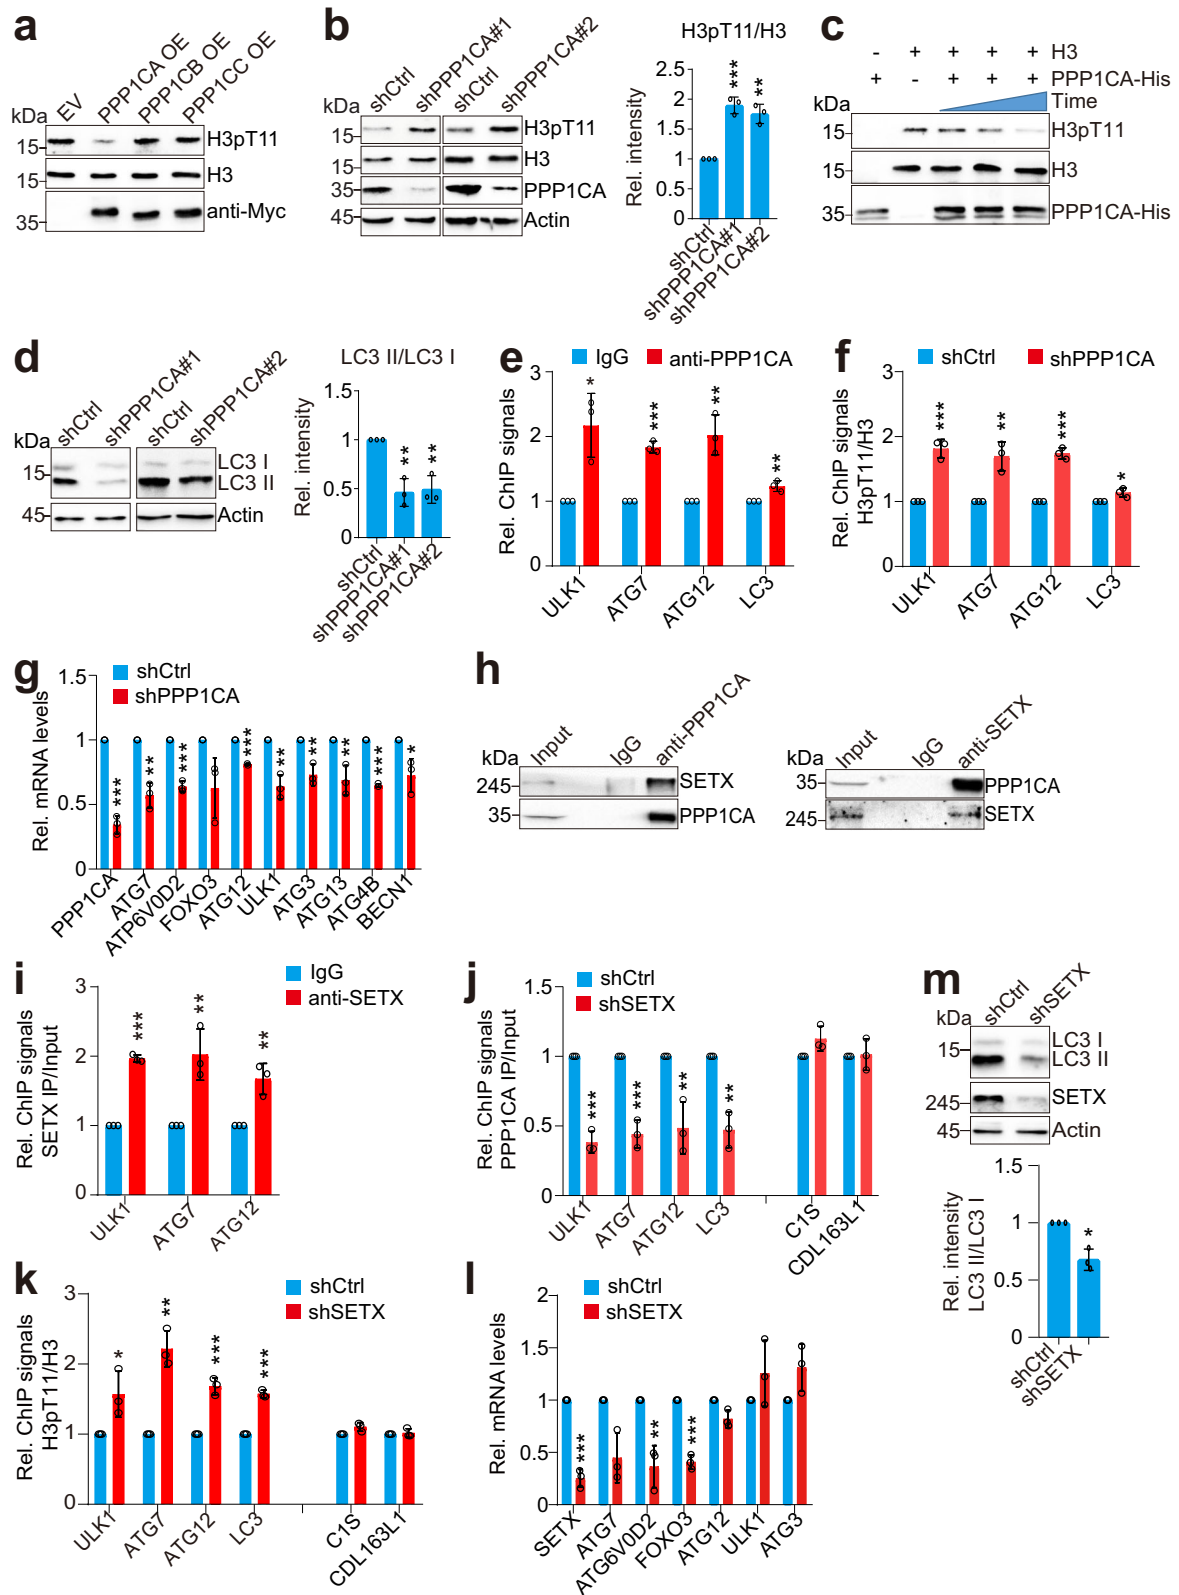 a
kDa
EV
PPP1CA OE
PPP1CB OE
PPP1CC OE
15
H3pT11
15
H3
35
anti-Myc
b
kDa
shCtrl
shPPP1CA#1
shCtrl
shPPP1CA#2
15
H3pT11
15
H3
35
PPP1CA
45
Actin
H3pT11/H3
Rel. intensity
2.5
2
1.5
1
0.5
0
***
**
shCtrl
shPPP1CA#1
shPPP1CA#2
c
- + + + + H3
+ - + + + PPP1CA-His
kDa
Time
15
H3pT11
15
H3
35
PPP1CA-His
d
kDa
shCtrl
shPPP1CA#1
shCtrl
shPPP1CA#2
15
LC3 I
LC3 II
45
Actin
LC3 II/LC3 I
Rel. intensity
1.5
1
0.5
0
**
**
shCtrl
shPPP1CA#1
shPPP1CA#2
e
IgG
anti-PPP1CA
Rel. ChIP signals
3
2
1
0
*
***
**
**
ULK1
ATG7
ATG12
LC3
f
shCtrl
shPPP1CA
Rel. ChIP signals
H3pT11/H3
3
2
1
0
***
**
***
*
ULK1
ATG7
ATG12
LC3
g
shCtrl
shPPP1CA
Rel. mRNA levels
1.5
1
0.5
0
***
**
***
***
**
**
**
***
*
PPP1CA
ATG7
ATP6V0D2
FOXO3
ATG12
ULK1
ATG3
ATG13
ATG4B
BECN1
h
kDa
Input
IgG
anti-PPP1CA
245
SETX
35
PPP1CA
kDa
Input
IgG
anti-SETX
35
PPP1CA
245
SETX
i
IgG
anti-SETX
Rel. ChIP signals
SETX IP/Input
3
2
1
0
***
**
**
ULK1
ATG7
ATG12
j
shCtrl
shSETX
Rel. ChIP signals
PPP1CA IP/Input
1.5
1
0.5
0
***
***
**
**
ULK1
ATG7
ATG12
LC3
C1S
CDL163L1
m
kDa
shCtrl
shSETX
15
LC3 I
LC3 II
245
SETX
45
Actin
Rel. intensity
LC3 II/LC3 I
1.5
1
0.5
0
*
shCtrl
shSETX
k
shCtrl
shSETX
Rel. ChIP signals
H3pT11/H3
3
2
1
0
*
**
***
***
ULK1
ATG7
ATG12
LC3
C1S
CDL163L1
l
shCtrl
shSETX
Rel. mRNA levels
2
1.5
1
0.5
0
***
**
***
SETX
ATG7
ATG6V0D2
FOXO3
ATG12
ULK1
ATG3